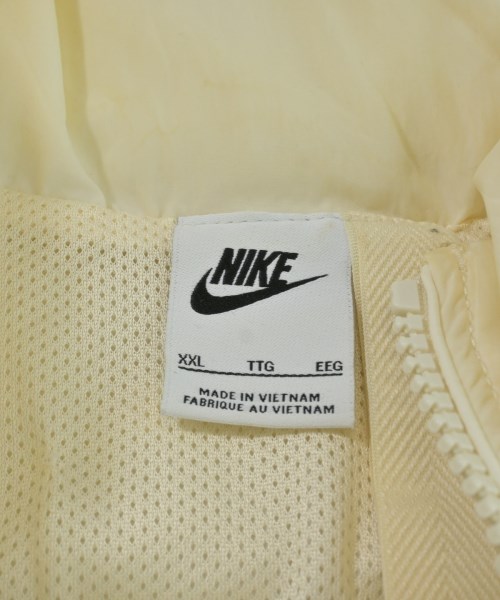 NIKE
XXL TTG EEG
MADE IN VIETNAM
FABRIQUE AU VIETNAM